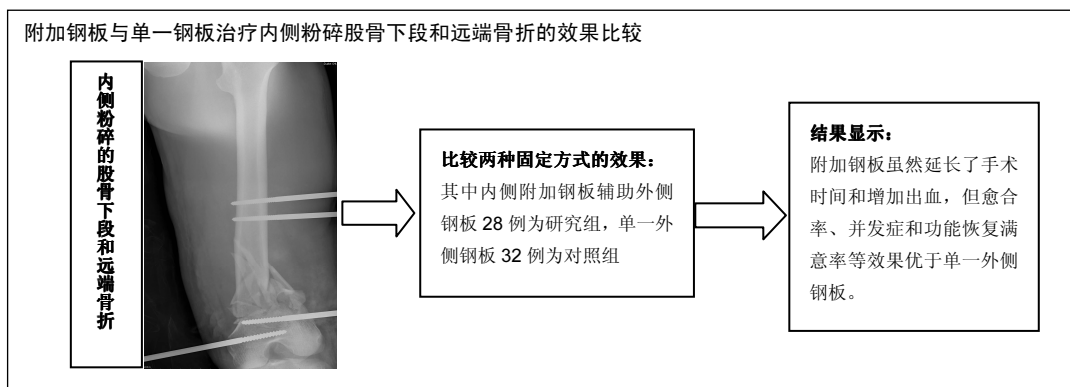 附加钢板与单一钢板治疗内侧粉碎股骨下段和远端骨折的效果比较
内侧粉碎的股骨下段和远端骨折
比较两种固定方式的效果：
其中内侧附加钢板辅助外侧
钢板 28 例为研究组，单一外
侧钢板 32 例为对照组
结果显示：
附加钢板虽然延长了手术
时间和增加出血，但愈合
率、并发症和功能恢复满
意率等效果优于单一外侧
钢板。